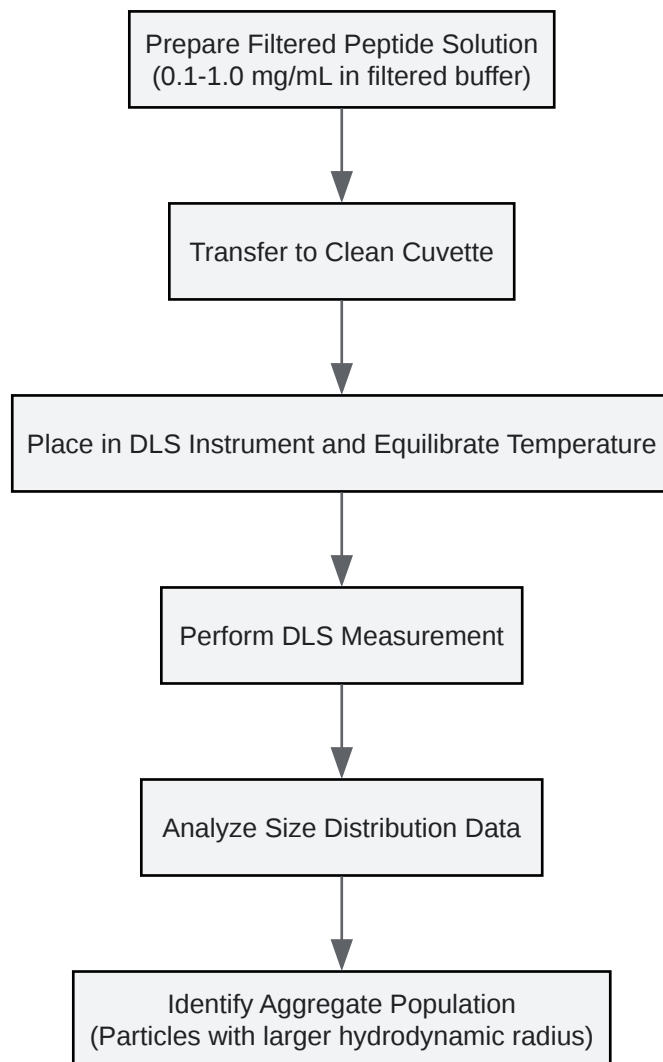 Prepare Filtered Peptide Solution
(0.1-1.0 mg/mL in filtered buffer)
Transfer to Clean Cuvette
Place in DLS Instrument and Equilibrate Temperature
Perform DLS Measurement
Analyze Size Distribution Data
Identify Aggregate Population
(Particles with larger hydrodynamic radius)